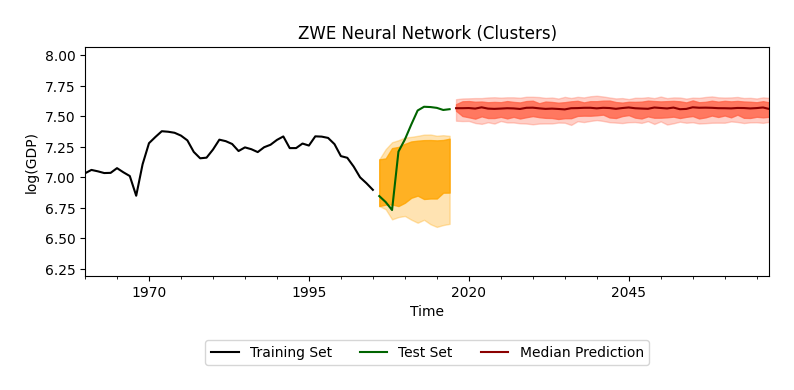 ZWE Neural Network (Clusters)
8.00
7.75
7.50
7.25
7.00
6.75
6.50
6.25
log(GDP)
1970 1995 2020 2045
Time
Training Set Test Set Median Prediction